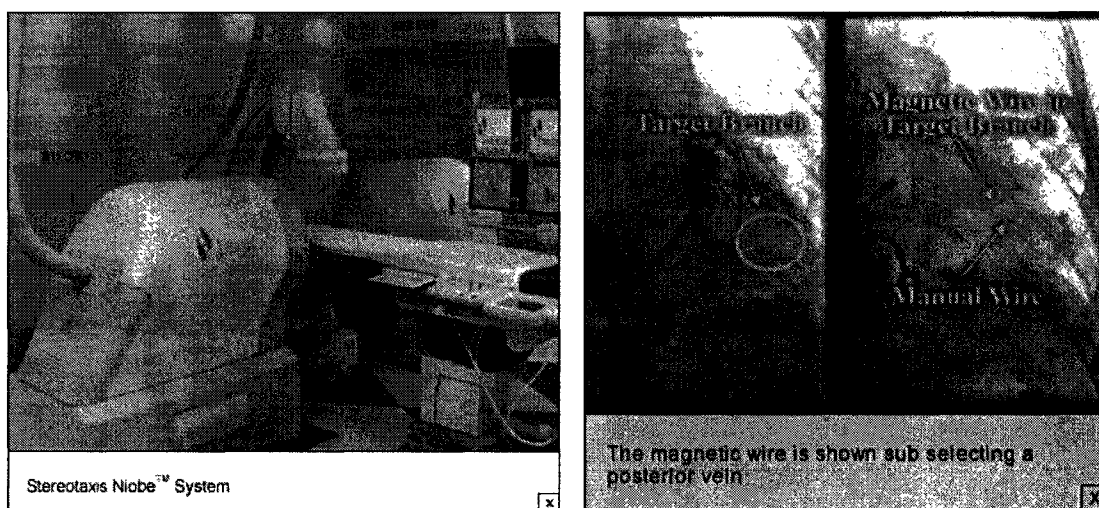 Stereotaxis Niobe™ System
X
Target Branch
Magnetic Wire in
Target Branch
Manual Wire
The magnetic wire is shown sub selecting a
posterior vein
X